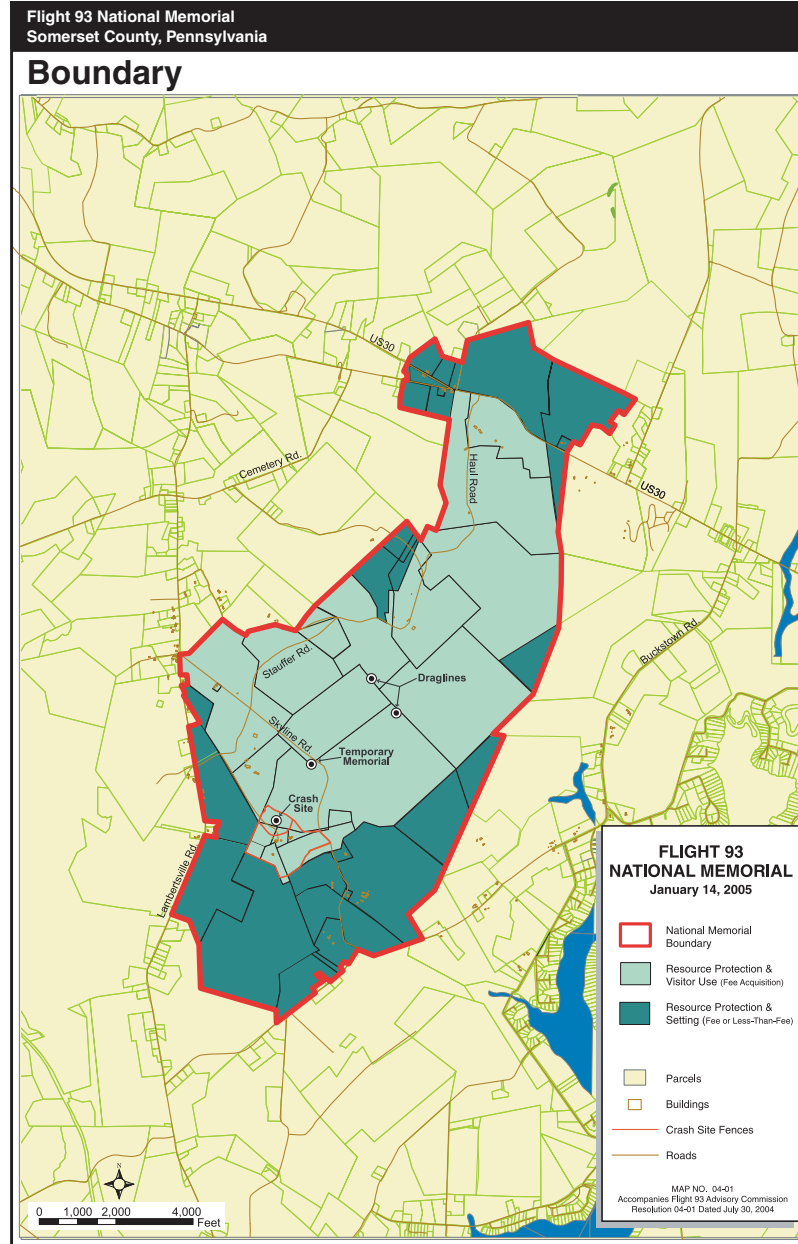 Flight 93 National Memorial
Somerset County, Pennsylvania
Boundary
US30
Cemetery Rd.
Haul Road
US30
Buckstown Rd.
Stauffer Rd.
Draglines
Skyline Rd.
Temporary
Memorial
Crash
Site
Lambertsville Rd.
FLIGHT 93
NATIONAL MEMORIAL
January 14, 2005
National Memorial
Boundary
Resource Protection &
Visitor Use (Fee Acquisition)
Resource Protection &
Setting (Fee or Less-Than-Fee)
Parcels
Buildings
Crash Site Fences
Roads
MAP NO. 04-01
Accompanies Flight 93 Advisory Commission
Resolution 04-01 Dated July 30, 2004
N
0 1,000 2,000 4,000
Feet